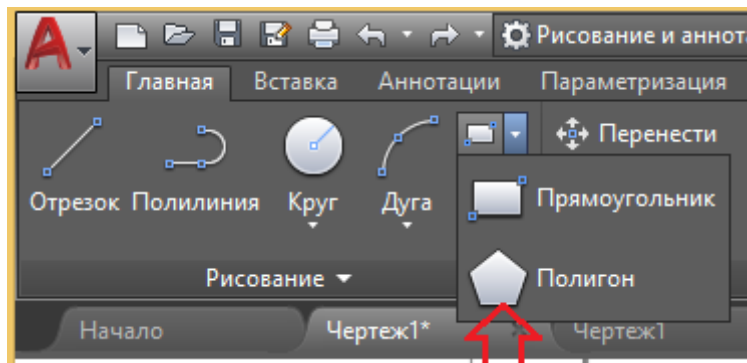 Рисование и аннот
Главная Вставка Аннотации Параметризация
Отрезок Полилиния Круг Дуга Перенести
Прямоугольник
Полигон
Рисование
Начало Чертеж1* Чертеж1